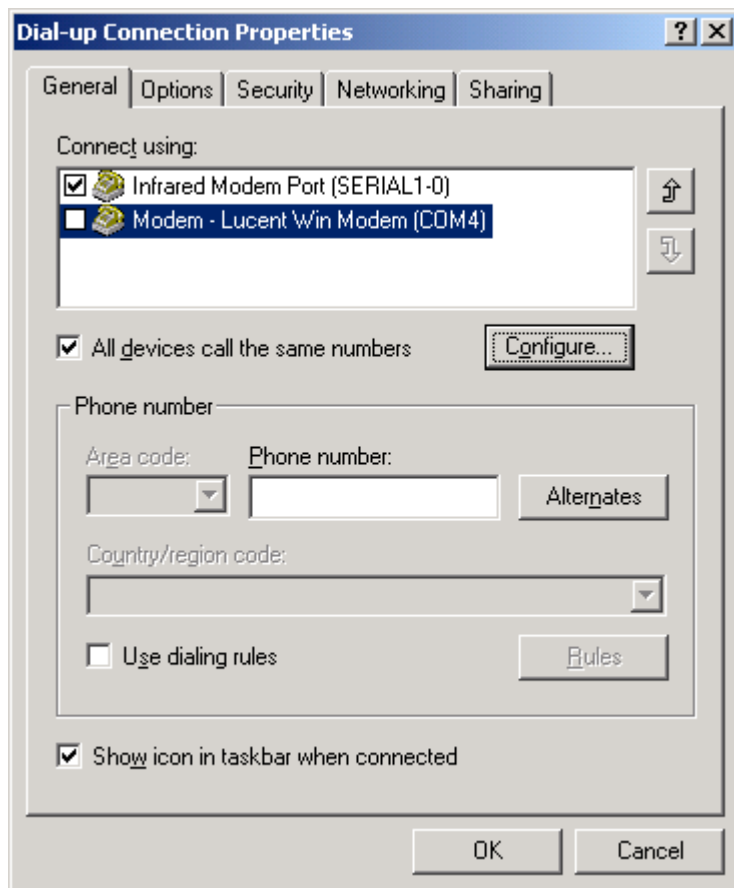 Dial-up Connection Properties
General Options Security Networking Sharing
Connect using:
Infrared Modem Port (SERIAL1-0)
Modem - Lucent Win Modem (COM4)
All devices call the same numbers Configure...
Phone number
Area code: Phone number:
Alternates
Country/region code:
Use dialing rules Rules
Show icon in taskbar when connected
OK Cancel